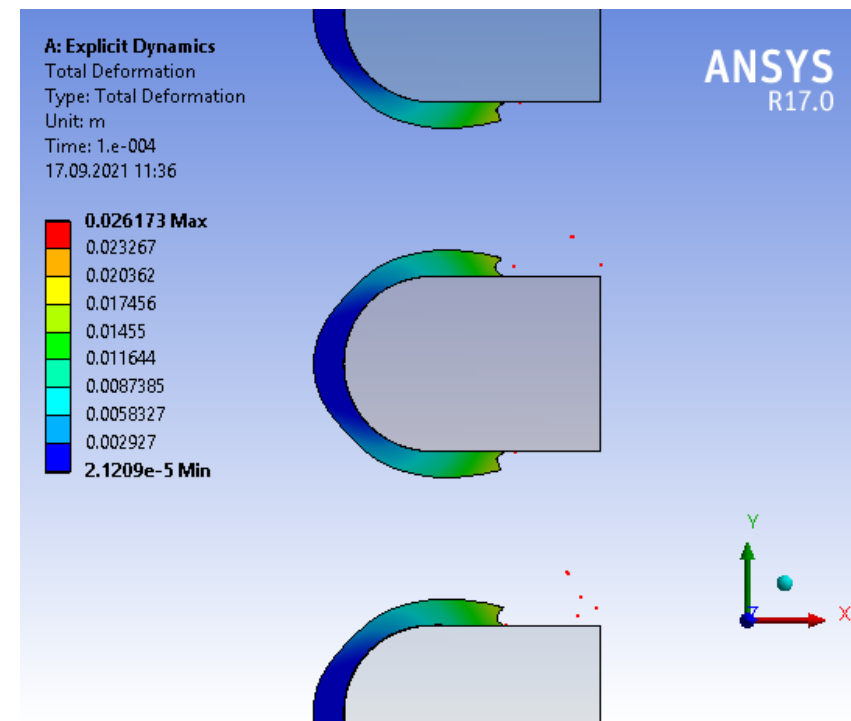 A: Explicit Dynamics
Total Deformation
Type: Total Deformation
Unit: m
Time: 1.e-004
17.09.2021 11:36
0.026173 Max
0.023267
0.020362
0.017456
0.01455
0.011644
0.0087385
0.0058327
0.002927
2.1209e-5 Min
ANSYS
R17.0
Y
Z
X